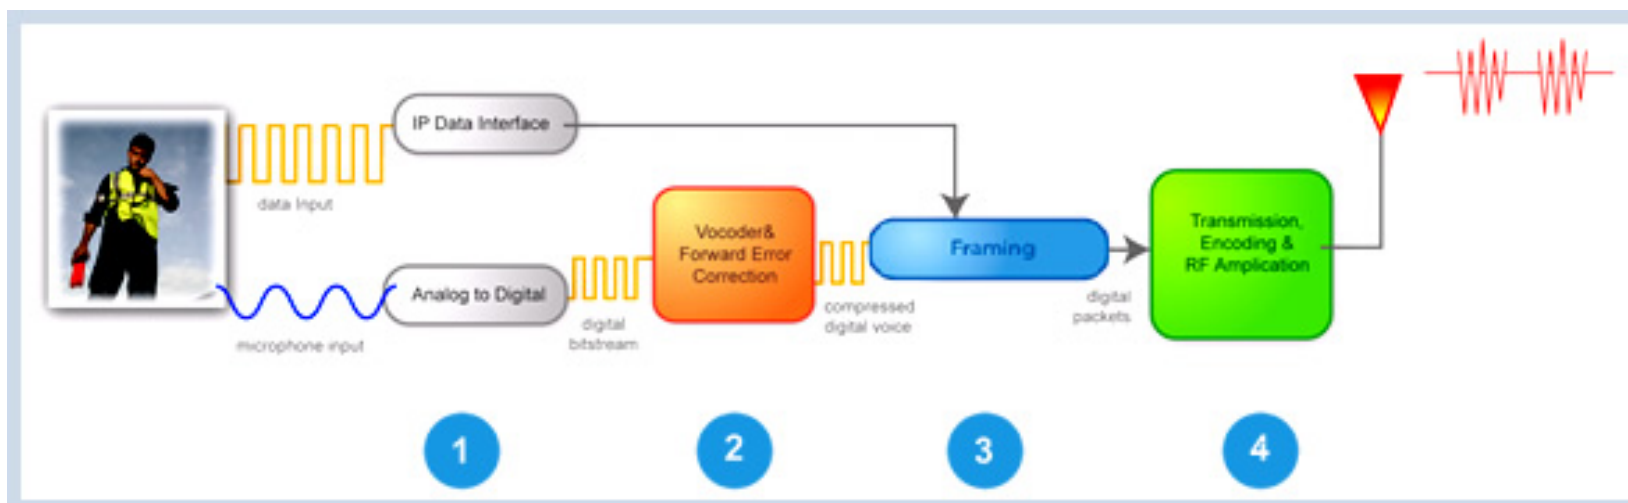 IP Data Interface
data Input
Vocoder&
Forward Error
Correction
Transmission,
Encoding &
RF Amplication
Framing
Analog to Digital
digital
bitstream
compressed
digital voice
digital
packets
microphone input
1
2
3
4